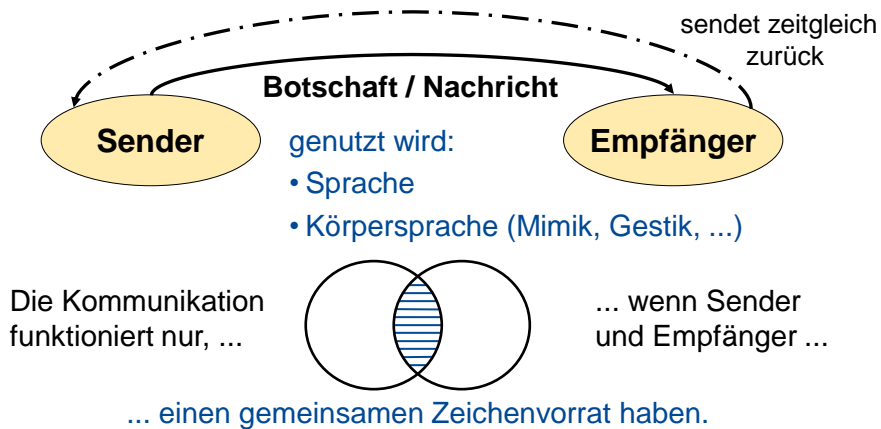 sendet zeitgleich
zurück
Botschaft / Nachricht
Sender
Empfänger
genutzt wird:
• Sprache
• Körpersprache (Mimik, Gestik, ...)
Die Kommunikation
funktioniert nur, ...
... wenn Sender
und Empfänger ...
... einen gemeinsamen Zeichenvorrat haben.